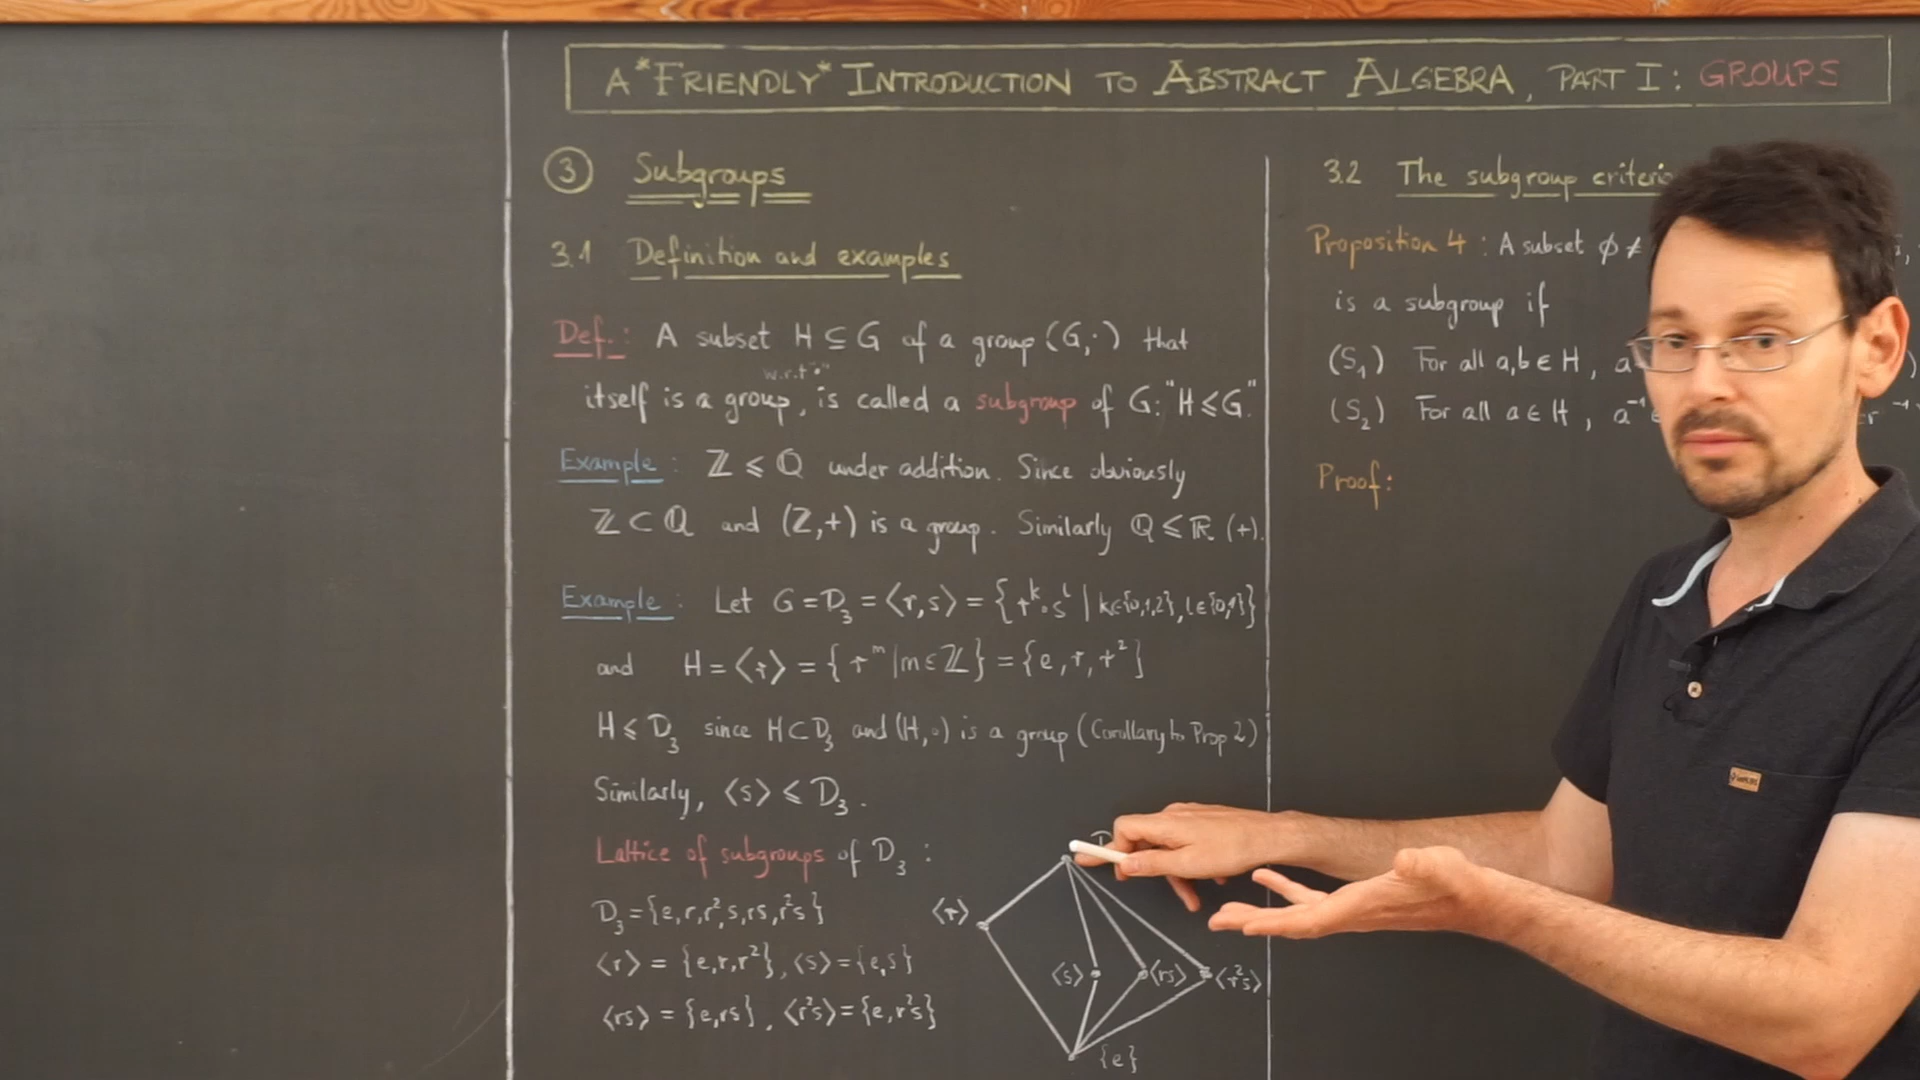 A *FRIENDLY* INTRODUCTION TO ABSTRACT ALGEBRA, PART I: GROUPS
③ Subgroups
3.1 Definition and examples
Def.: A subset H ⊆ G of a group (G,·) that
w.r.t "·"
itself is a group, is called a subgroup of G: "H ⩽ G."
Example: ℤ ⩽ ℚ under addition. Since obviously
ℤ ⊂ ℚ and (ℤ,+) is a group. Similarly ℚ ⩽ ℝ (+).
Example: Let G = D₃ = ⟨r,s⟩ = {rᵏ∘sˡ | k∈{0,1,2}, l∈{0,1}}
and H = ⟨r⟩ = {rᵐ | m∈ℤ} = {e, r, r²}
H ⩽ D₃ since H ⊂ D₃ and (H,∘) is a group (Corollary to Prop 2)
Similarly, ⟨s⟩ ⩽ D₃.
Lattice of subgroups of D₃:
D₃ = {e,r,r²,s,rs,r²s}
⟨r⟩ = {e,r,r²}, ⟨s⟩ = {e,s}
⟨rs⟩ = {e,rs}, ⟨r²s⟩ = {e,r²s}
⟨r⟩
⟨s⟩ ⟨rs⟩ ⟨r²s⟩
{e}
3.2 The subgroup
Proposition 4: A subset ∅ ≠
is a subgroup if
(S₁) For all a,b ∈ H,
(S₂) For all a ∈ H, a⁻¹
Proof: